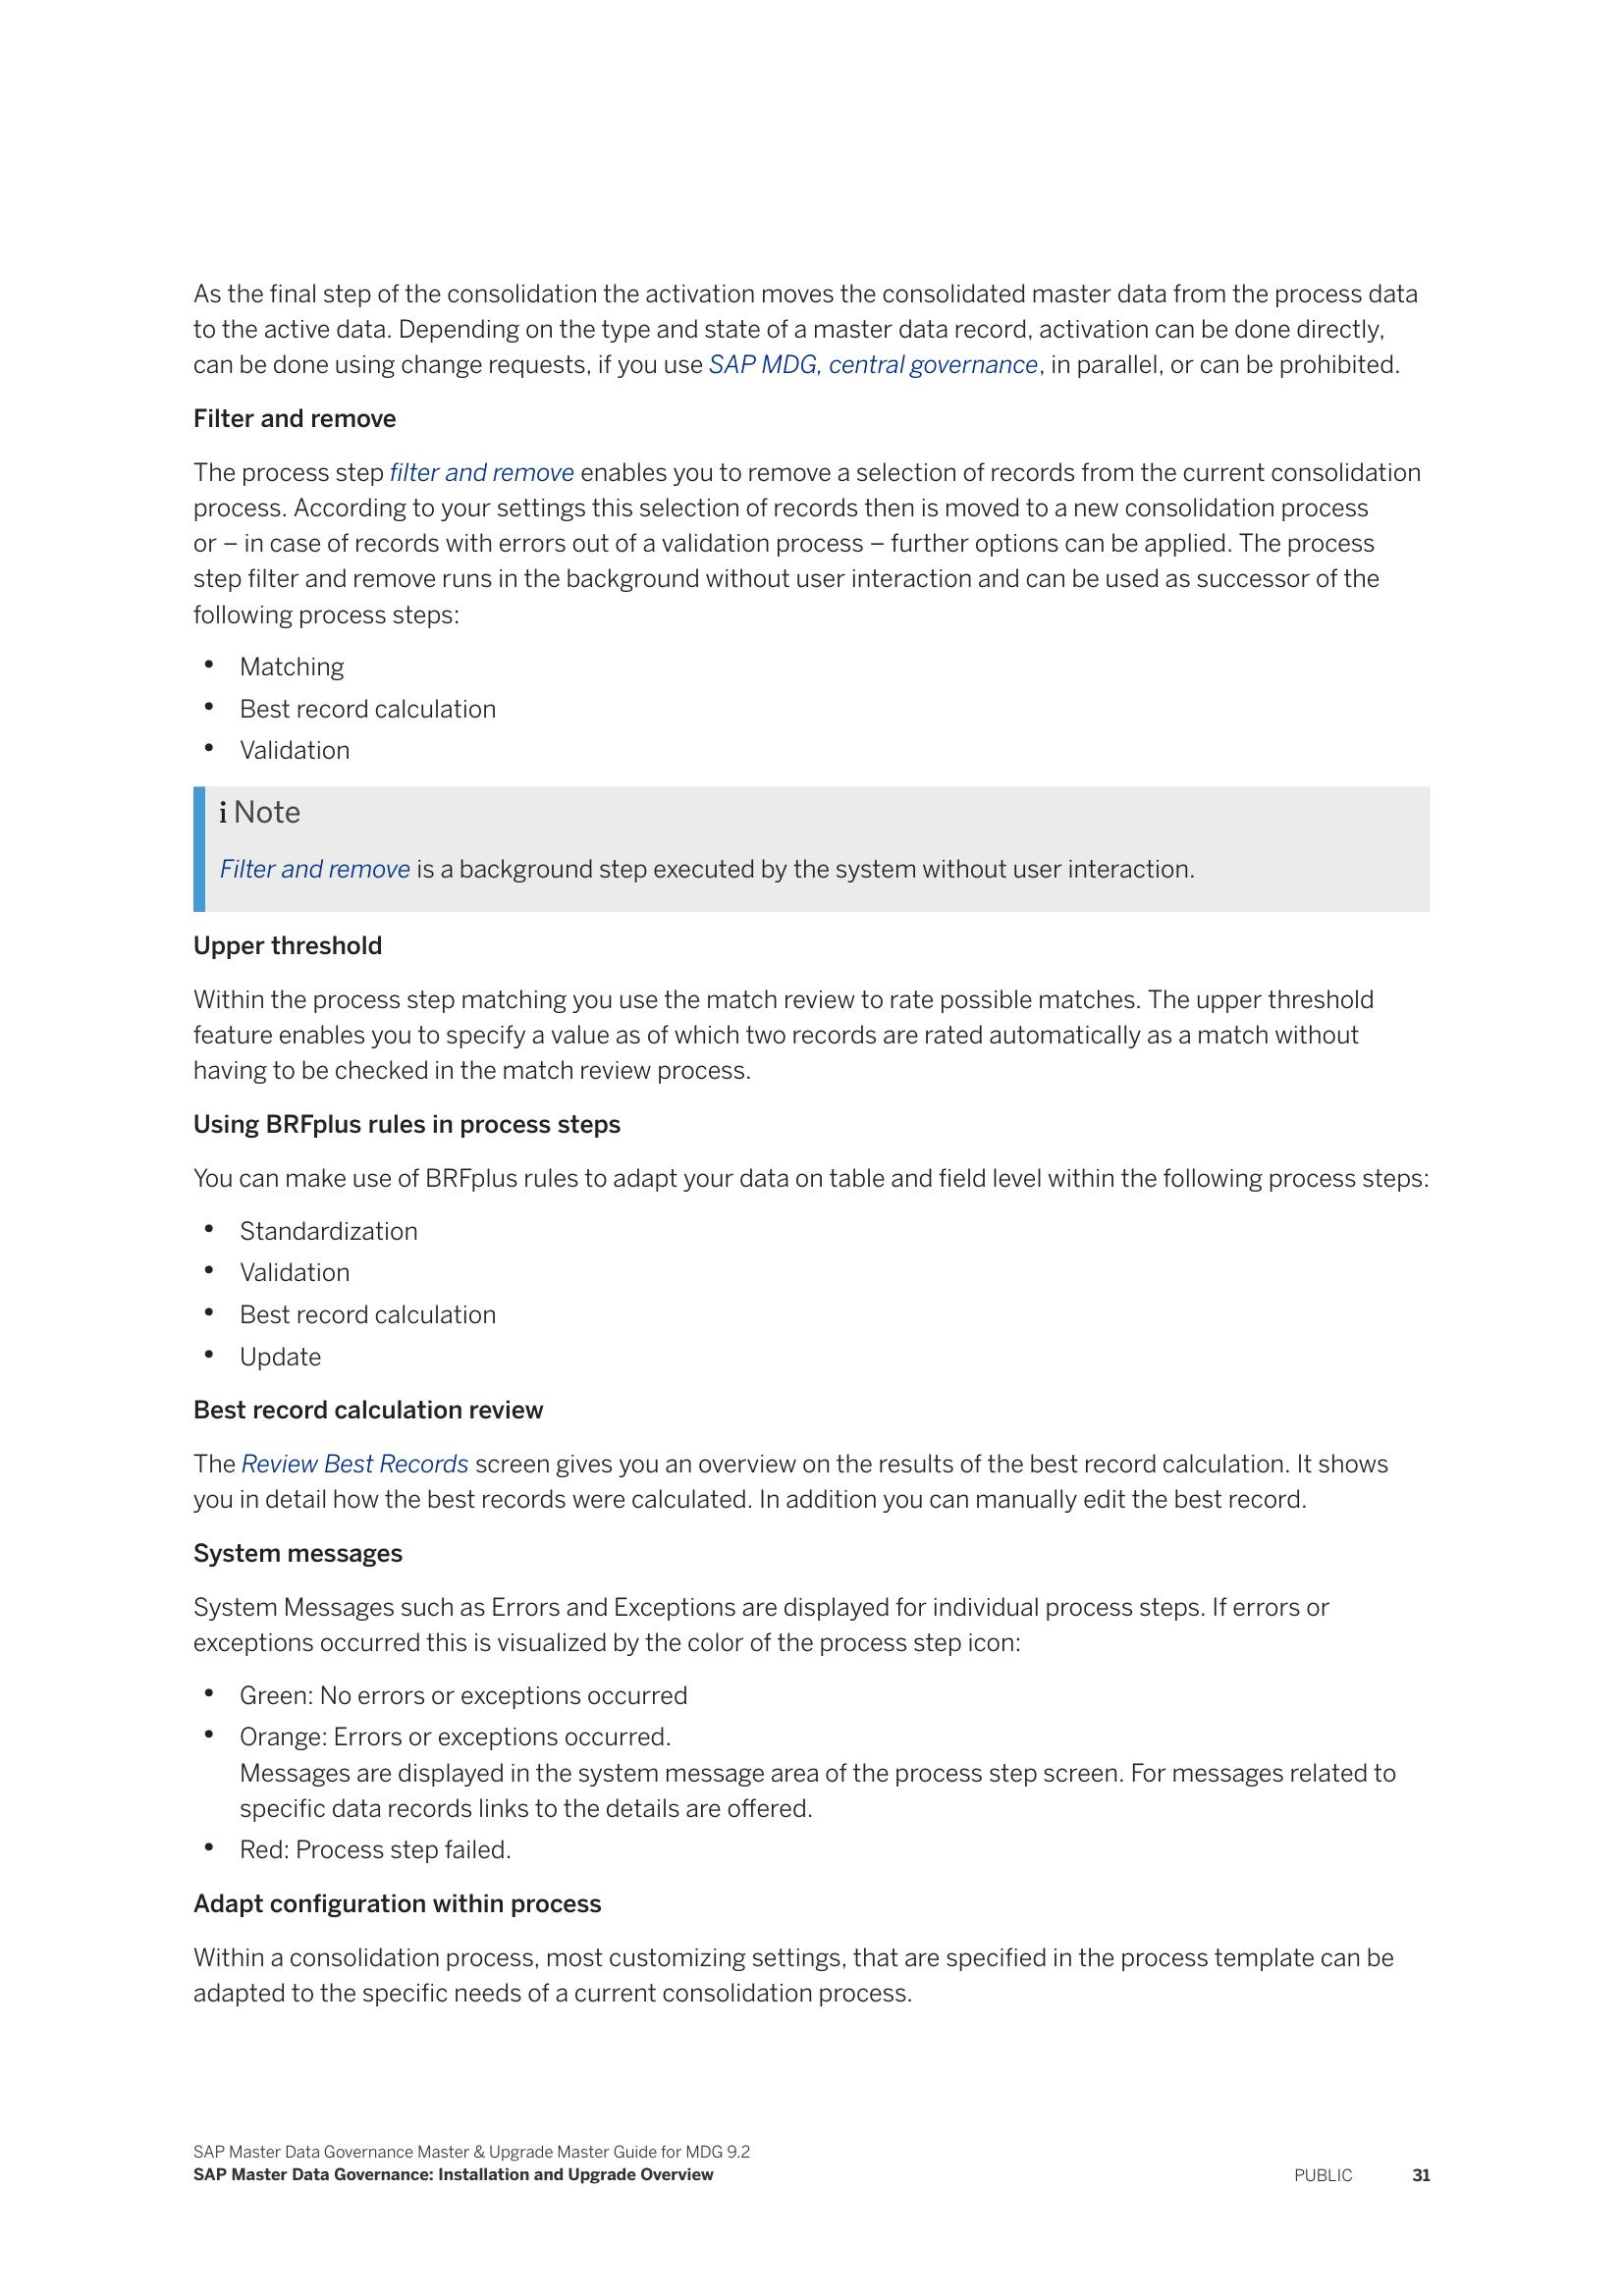 As the final step of the consolidation the activation moves the consolidated master data from the process data
to the active data. Depending on the type and state of a master data record, activation can be done directly,
can be done using change requests, if you use SAP MDG, central governance, in parallel, or can be prohibited.
Filter and remove
The process step filter and remove enables you to remove a selection of records from the current consolidation
process. According to your settings this selection of records then is moved to a new consolidation process
or – in case of records with errors out of a validation process – further options can be applied. The process
step filter and remove runs in the background without user interaction and can be used as successor of the
following process steps:
• Matching
• Best record calculation
• Validation
i Note
Filter and remove is a background step executed by the system without user interaction.
Upper threshold
Within the process step matching you use the match review to rate possible matches. The upper threshold
feature enables you to specify a value as of which two records are rated automatically as a match without
having to be checked in the match review process.
Using BRFplus rules in process steps
You can make use of BRFplus rules to adapt your data on table and field level within the following process steps:
• Standardization
• Validation
• Best record calculation
• Update
Best record calculation review
The Review Best Records screen gives you an overview on the results of the best record calculation. It shows
you in detail how the best records were calculated. In addition you can manually edit the best record.
System messages
System Messages such as Errors and Exceptions are displayed for individual process steps. If errors or
exceptions occurred this is visualized by the color of the process step icon:
• Green: No errors or exceptions occurred
• Orange: Errors or exceptions occurred.
Messages are displayed in the system message area of the process step screen. For messages related to
specific data records links to the details are offered.
• Red: Process step failed.
Adapt configuration within process
Within a consolidation process, most customizing settings, that are specified in the process template can be
adapted to the specific needs of a current consolidation process.
SAP Master Data Governance Master & Upgrade Master Guide for MDG 9.2
SAP Master Data Governance: Installation and Upgrade Overview
PUBLIC 31